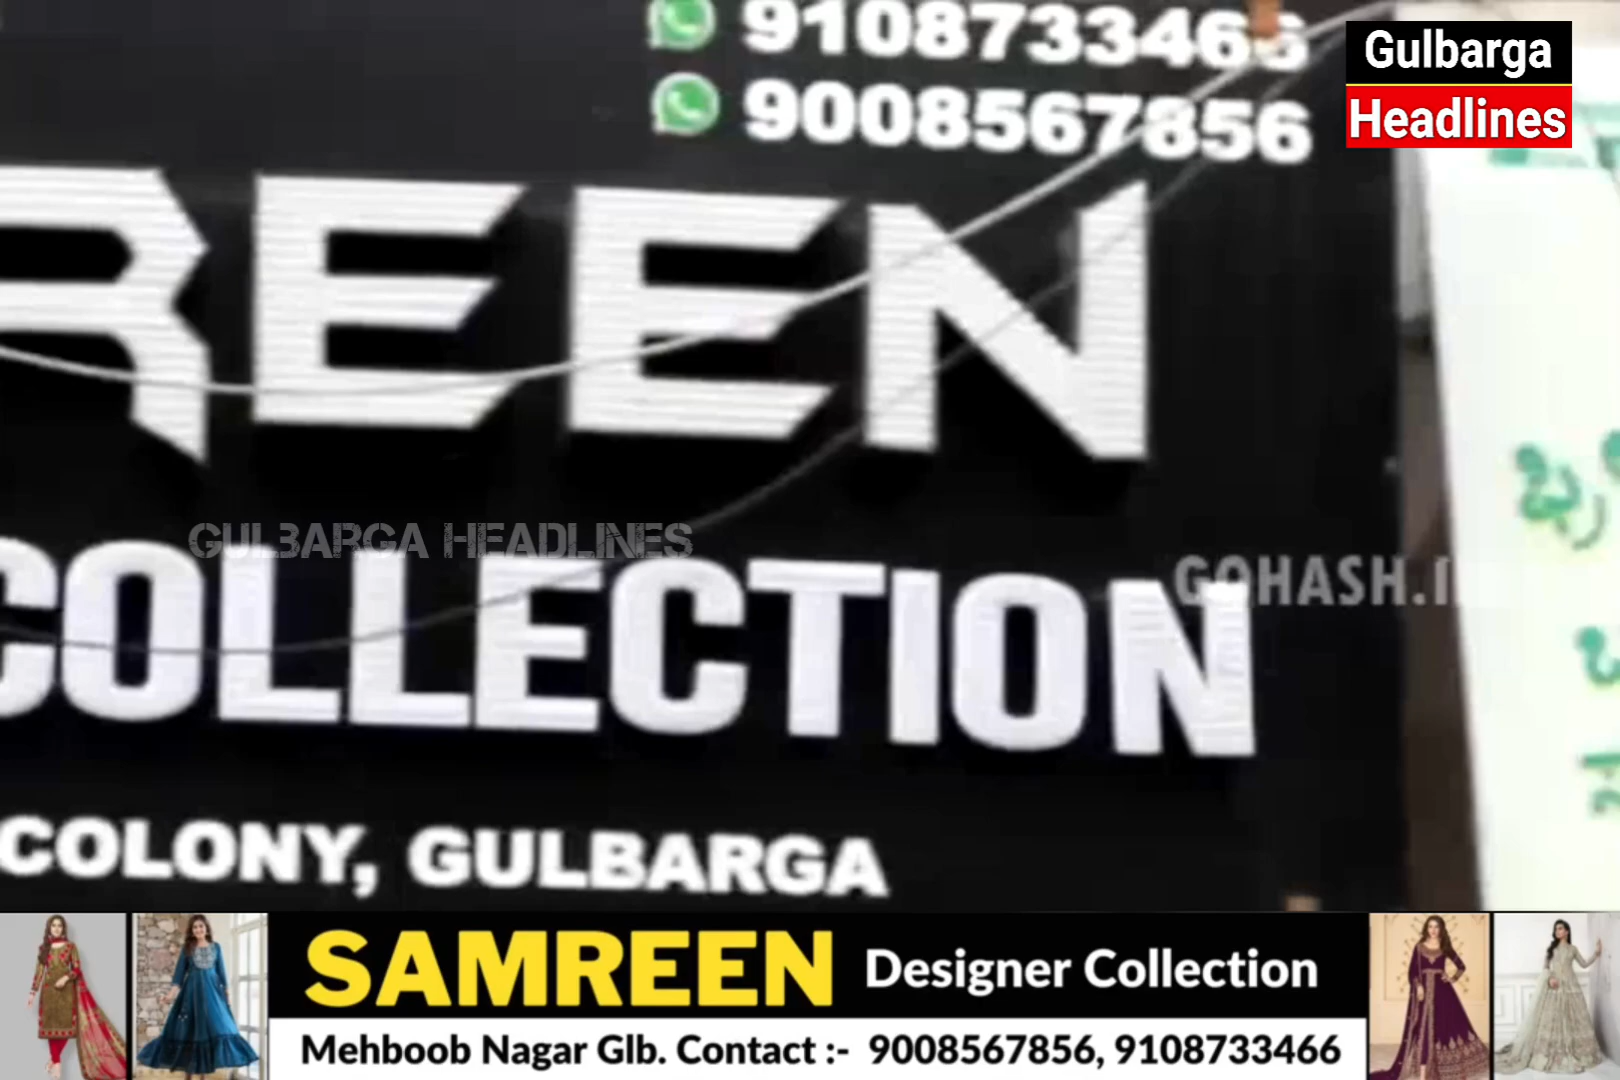 9108733466
9008567856
Gulbarga
Headlines
REEN
GULBARGA HEADLINES
COLLECTION
GOHASH.I
COLONY, GULBARGA
SAMREEN Designer Collection
Mehboob Nagar Glb. Contact :- 9008567856, 9108733466